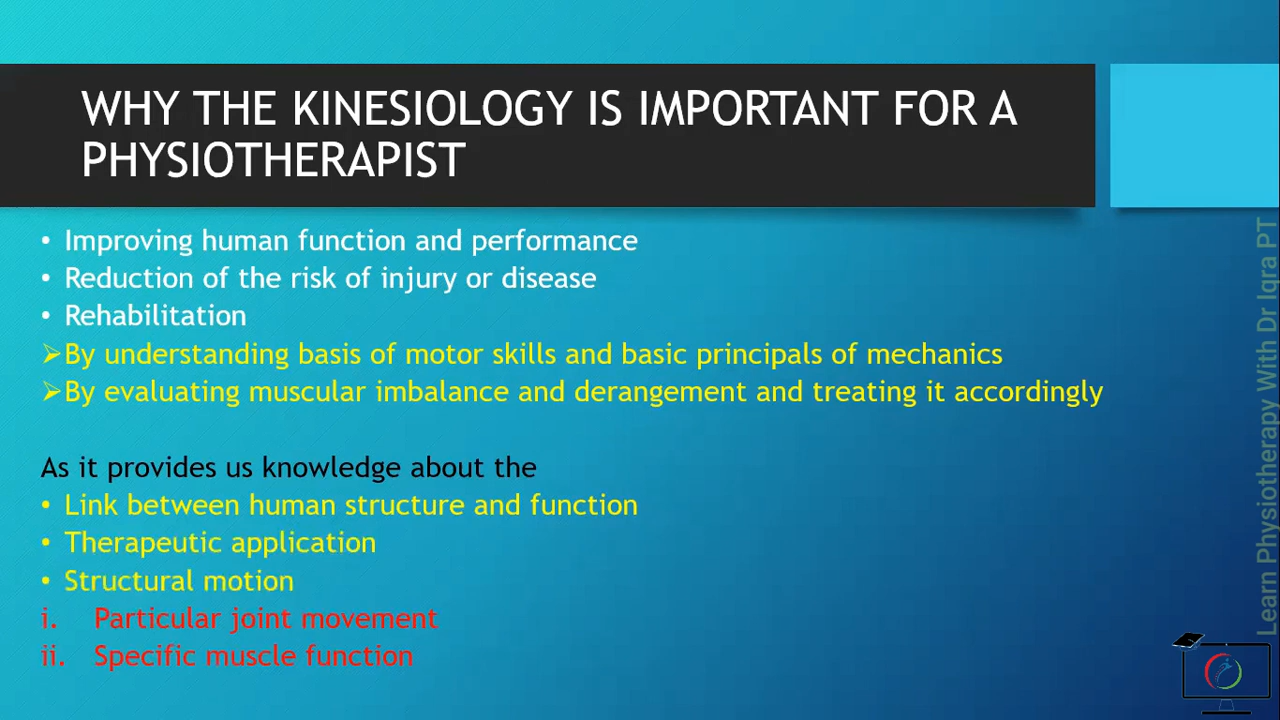 WHY THE KINESIOLOGY IS IMPORTANT FOR A
PHYSIOTHERAPIST
• Improving human function and performance
• Reduction of the risk of injury or disease
• Rehabilitation
➢By understanding basis of motor skills and basic principals of mechanics
➢By evaluating muscular imbalance and derangement and treating it accordingly
As it provides us knowledge about the
• Link between human structure and function
• Therapeutic application
• Structural motion
i. Particular joint movement
ii. Specific muscle function
Learn Physiotherapy With Dr Iqra PT